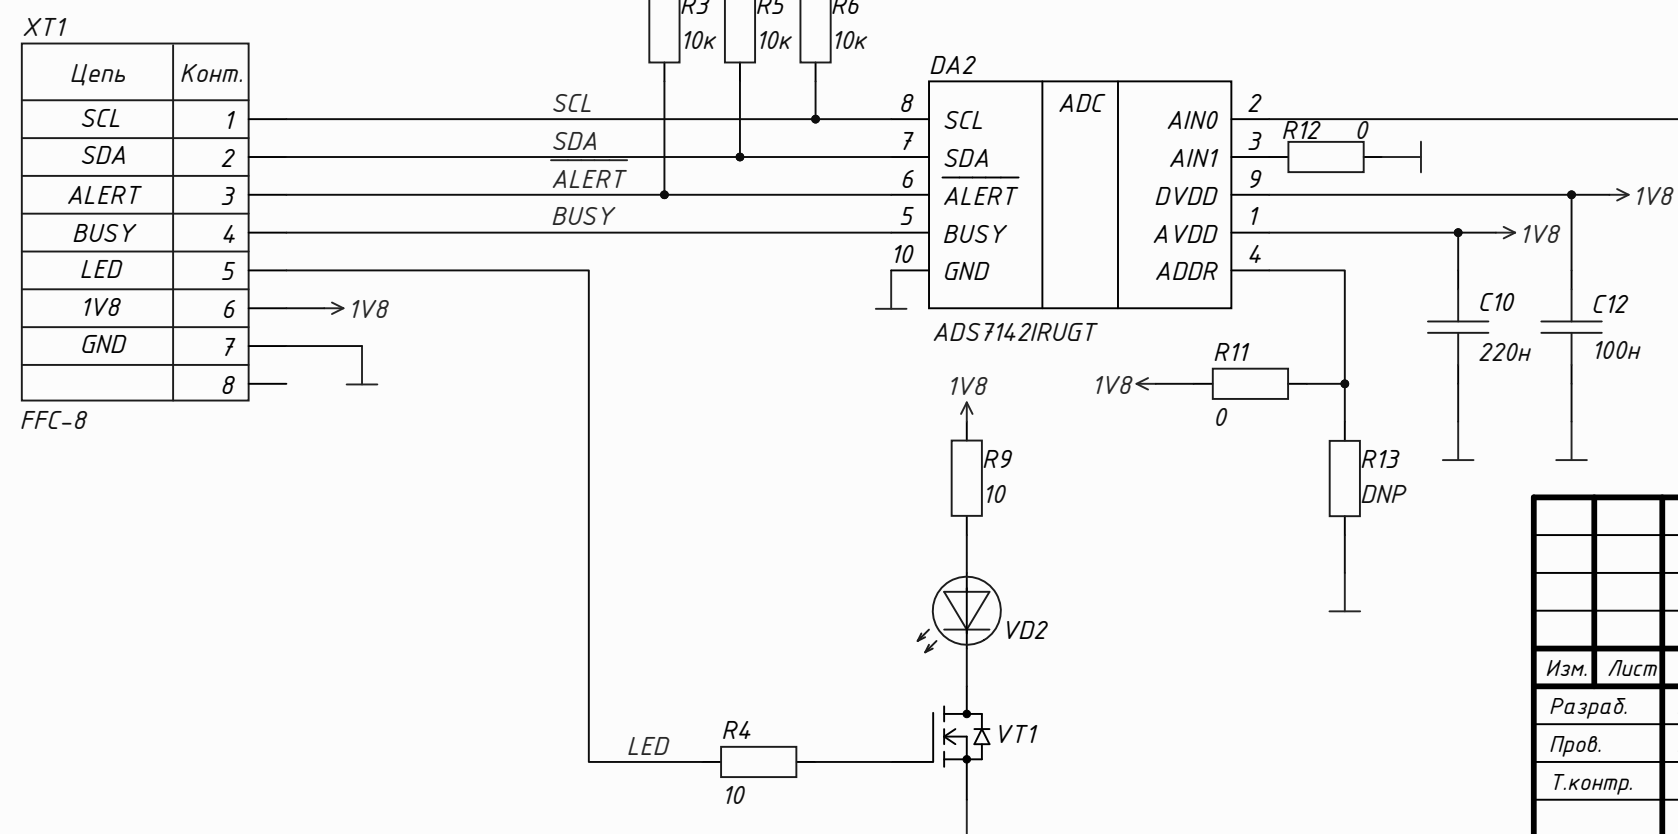 XT1
Цепь Конт.
SCL 1
SDA 2
ALERT 3
BUSY 4
LED 5
1V8 6
GND 7
8
FFC-8
1V8
R3
10к
R5
10к
R6
10к
SCL
SDA
ALERT
BUSY
DA2
8 SCL ADC AIN0 2
7 SDA AIN1 3
6 ALERT DVDD 9
5 BUSY AVDD 1
10 GND ADDR 4
ADS7142IRUGT
R12 0
1V8
1V8
C10
220н
C12
100н
R11
1V8
0
R13
DNP
1V8
R9
10
VD2
VT1
LED
R4
10
Изм. Лист
Разраб.
Пров.
Т.контр.